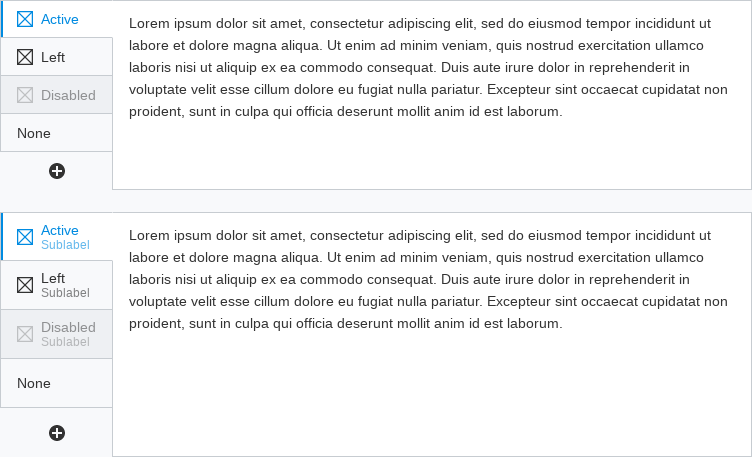 Active
Left
Disabled
None
Lorem ipsum dolor sit amet, consectetur adipiscing elit, sed do eiusmod tempor incididunt ut
labore et dolore magna aliqua. Ut enim ad minim veniam, quis nostrud exercitation ullamco
laboris nisi ut aliquip ex ea commodo consequat. Duis aute irure dolor in reprehenderit in
voluptate velit esse cillum dolore eu fugiat nulla pariatur. Excepteur sint occaecat cupidatat non
proident, sunt in culpa qui officia deserunt mollit anim id est laborum.
Active
Sublabel
Left
Sublabel
Disabled
Sublabel
None
Lorem ipsum dolor sit amet, consectetur adipiscing elit, sed do eiusmod tempor incididunt ut
labore et dolore magna aliqua. Ut enim ad minim veniam, quis nostrud exercitation ullamco
laboris nisi ut aliquip ex ea commodo consequat. Duis aute irure dolor in reprehenderit in
voluptate velit esse cillum dolore eu fugiat nulla pariatur. Excepteur sint occaecat cupidatat non
proident, sunt in culpa qui officia deserunt mollit anim id est laborum.